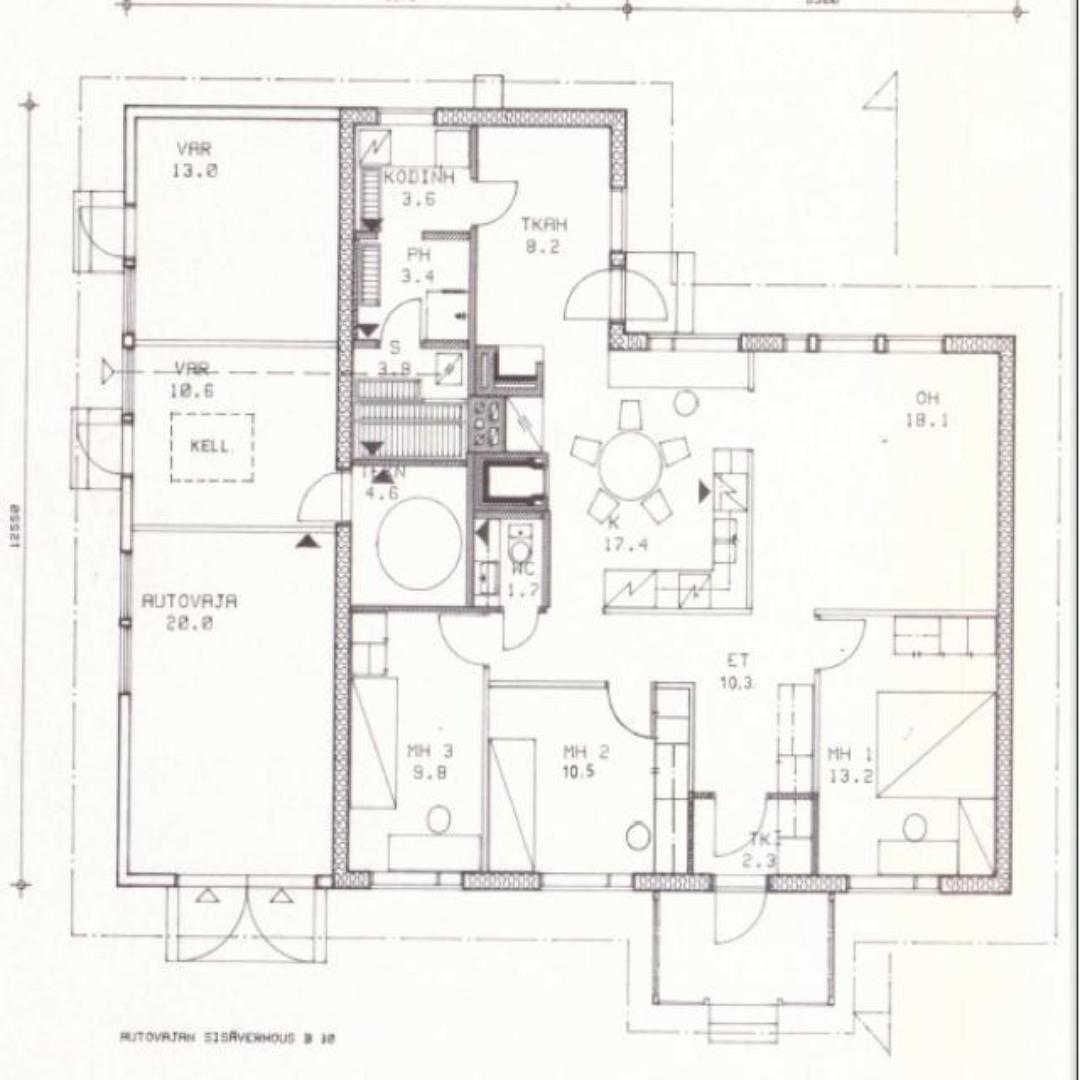 VAR
13.0
KODINH
3.6
TKAH
8.2
PH
3.4
S
3.8
VAR
10.6
KELL.
OH
18.1
4.6
K
17.4
WC
1.7
12550
AUTOVAJA
20.0
ET
10.3
MH 3
9.8
MH 2
10.5
MH 1
13.2
TK
2.3
AUTOVAJAN SISÄVERHOUS B 10